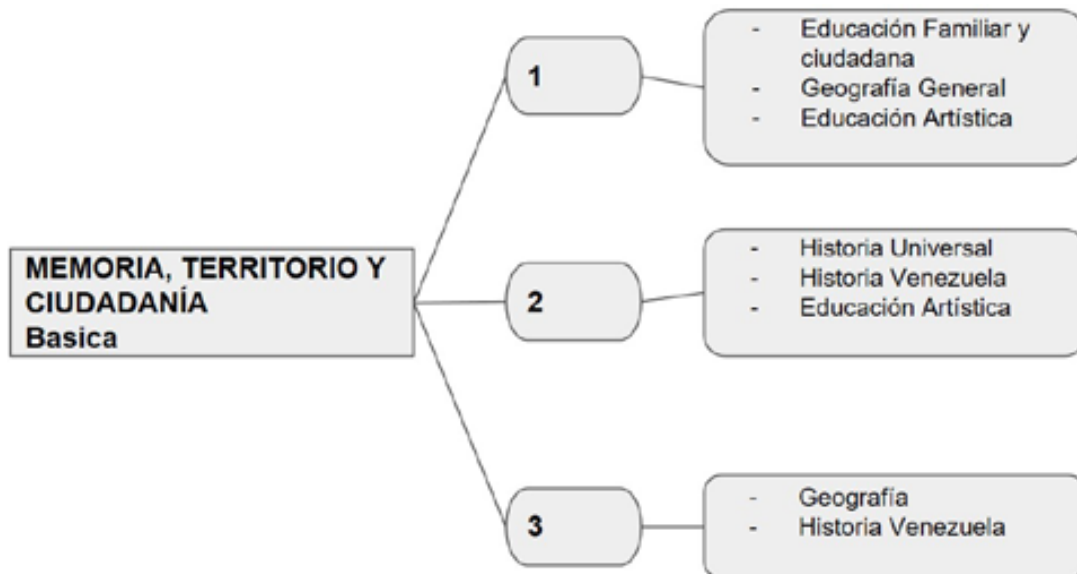 MEMORIA, TERRITORIO Y
CIUDADANÍA
Basica
1
- Educación Familiar y
ciudadana
- Geografía General
- Educación Artística
2
- Historia Universal
- Historia Venezuela
- Educación Artística
3
- Geografía
- Historia Venezuela